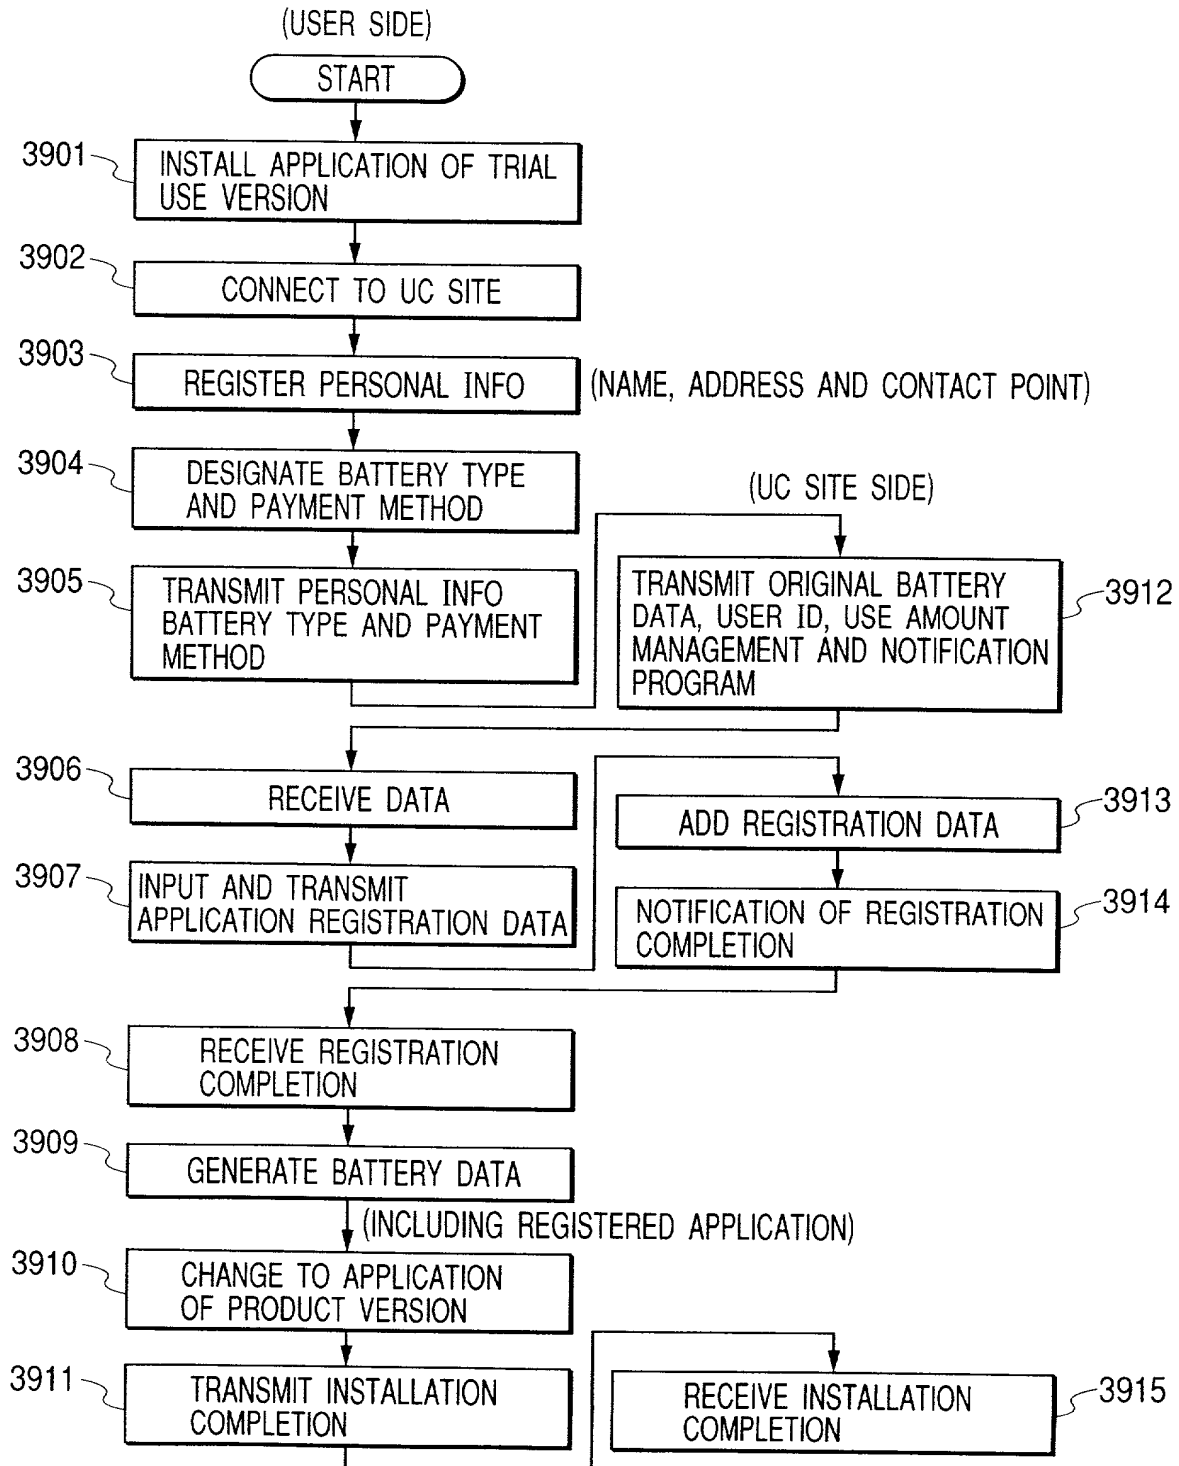 (USER SIDE)
START
3901
INSTALL APPLICATION OF TRIAL
USE VERSION
3902
CONNECT TO UC SITE
3903
REGISTER PERSONAL INFO
(NAME, ADDRESS AND CONTACT POINT)
3904
DESIGNATE BATTERY TYPE
AND PAYMENT METHOD
(UC SITE SIDE)
3905
TRANSMIT PERSONAL INFO
BATTERY TYPE AND PAYMENT
METHOD
TRANSMIT ORIGINAL BATTERY
DATA, USER ID, USE AMOUNT
MANAGEMENT AND NOTIFICATION
PROGRAM
3912
3906
RECEIVE DATA
ADD REGISTRATION DATA
3913
3907
INPUT AND TRANSMIT
APPLICATION REGISTRATION DATA
NOTIFICATION OF REGISTRATION
COMPLETION
3914
3908
RECEIVE REGISTRATION
COMPLETION
3909
GENERATE BATTERY DATA
(INCLUDING REGISTERED APPLICATION)
3910
CHANGE TO APPLICATION
OF PRODUCT VERSION
3911
TRANSMIT INSTALLATION
COMPLETION
RECEIVE INSTALLATION
COMPLETION
3915